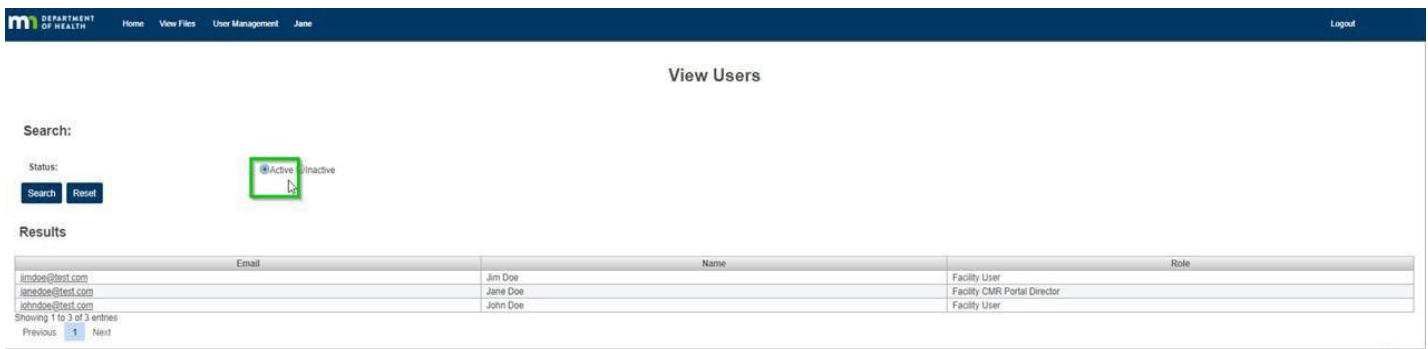 mn DEPARTMENT OF HEALTH Home View Files User Management Jane Logout
View Users
Search:
Status: Active Inactive
Search Reset
Results
Email Name Role
jimdoe@test.com Jim Doe Facility User
janedoe@test.com Jane Doe Facility CMR Portal Director
johndoe@test.com John Doe Facility User
Showing 1 to 3 of 3 entries
Previous 1 Next